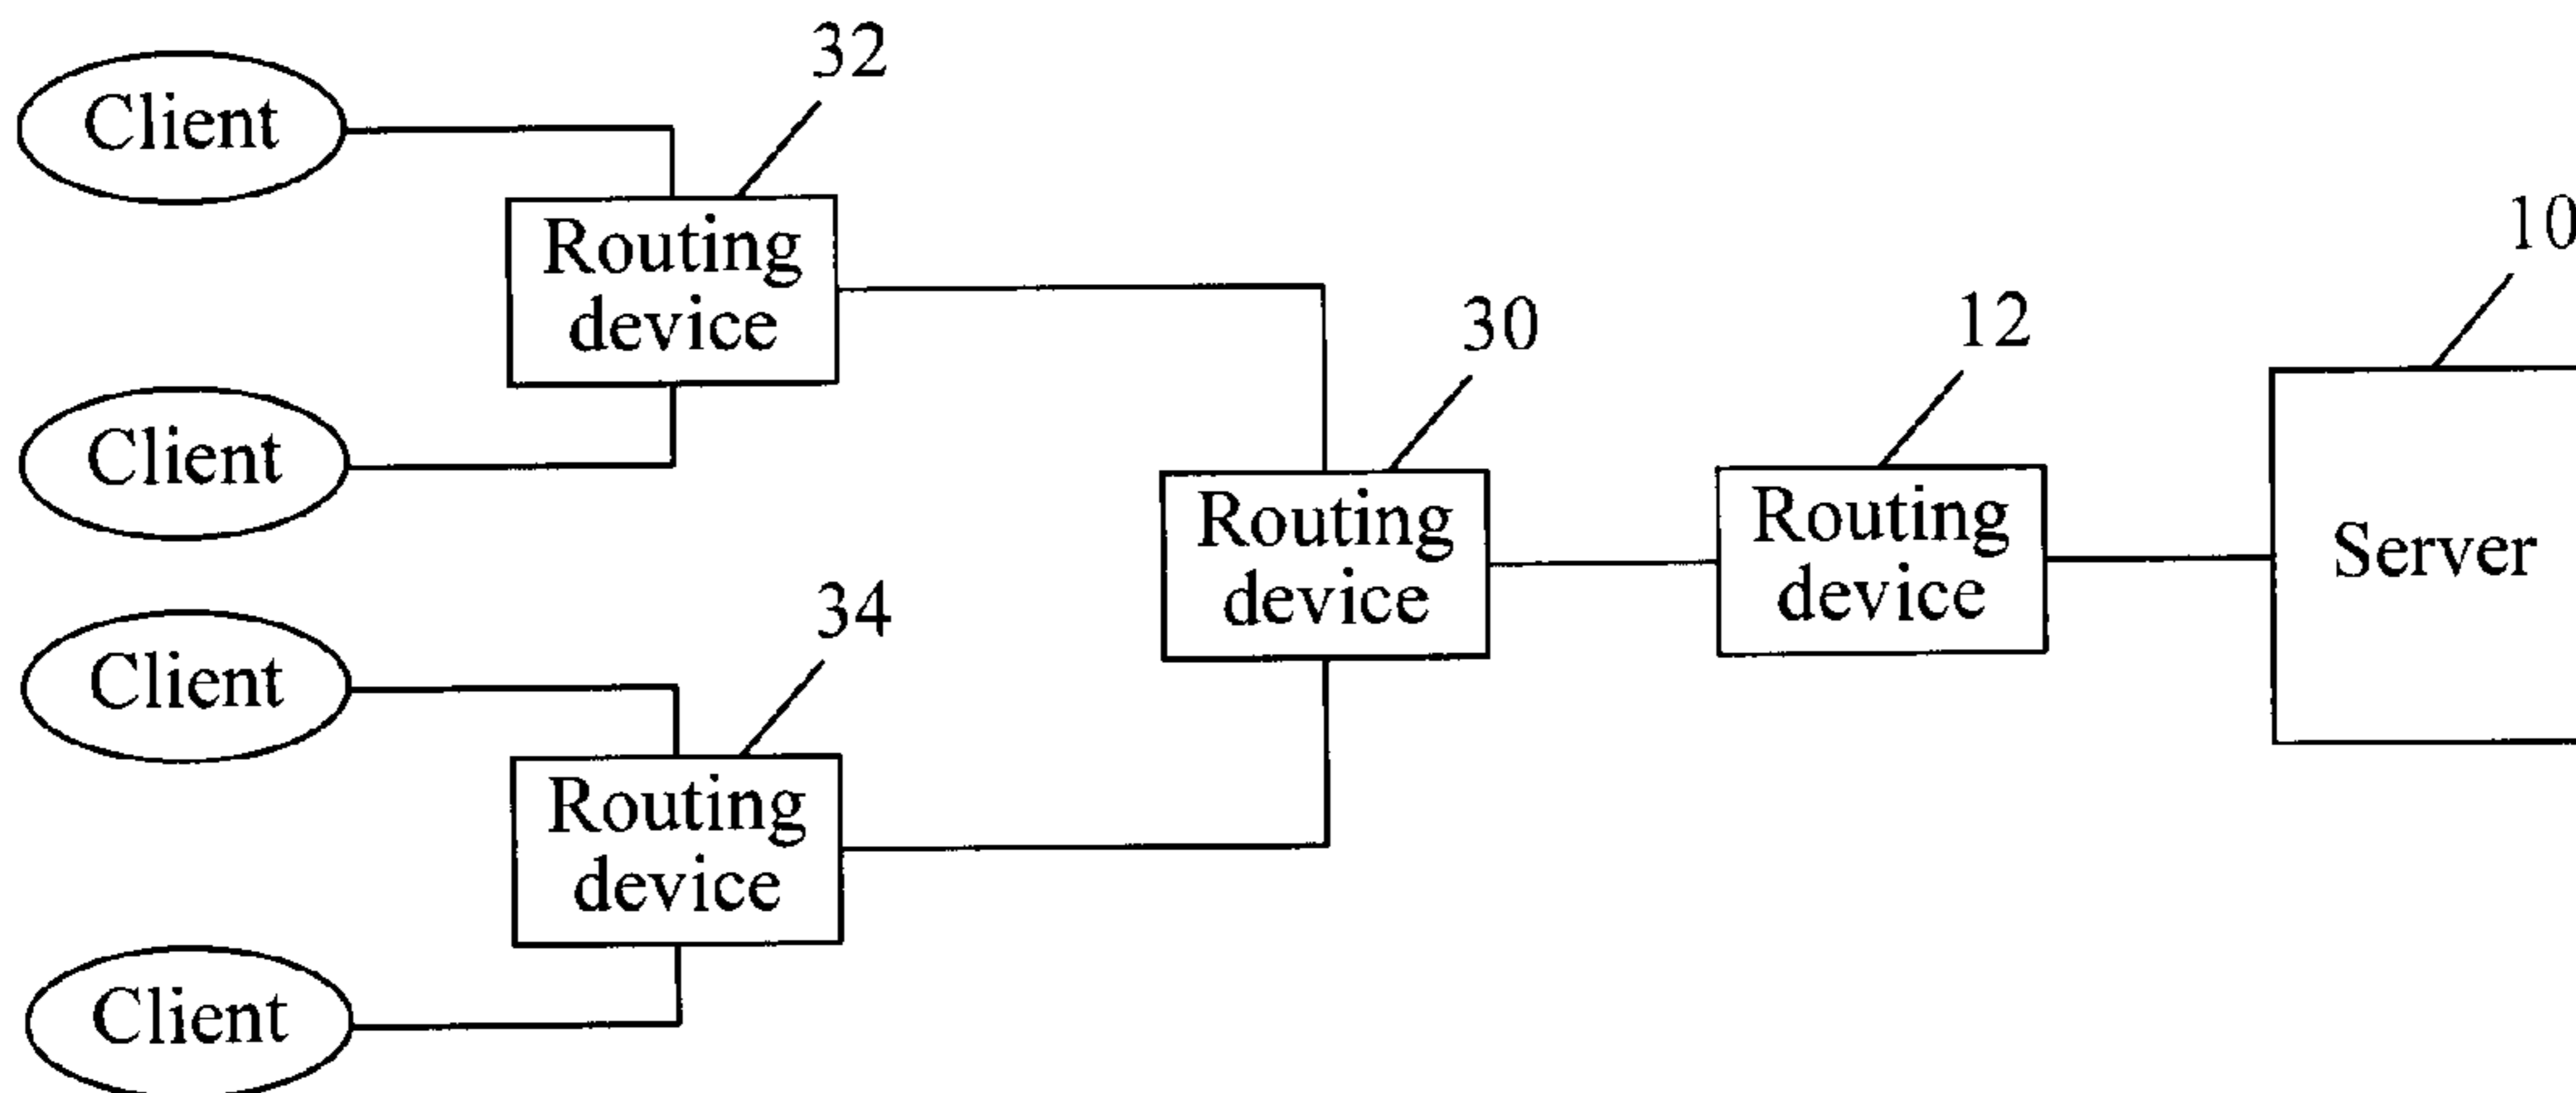 32
Client
10
Routing
device
30
12
Client
Routing
device
Routing
device
Server
34
Client
Routing
device
Client